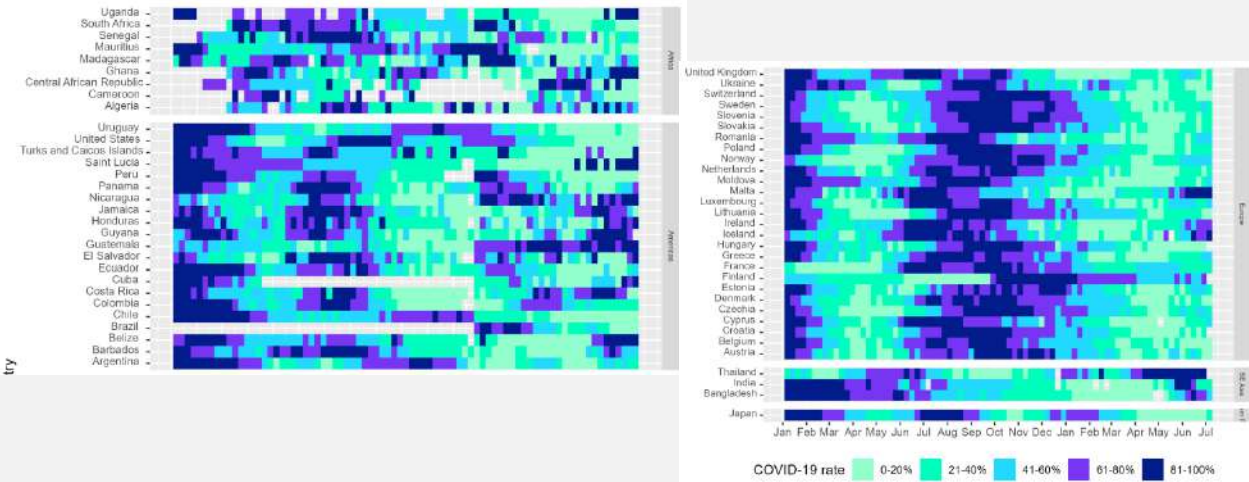 Uganda
South Africa
Senegal
Mauritius
Madagascar
Ghana
Central African Republic
Cameroon
Algeria
Africa
Uruguay
United States
Turks and Caicos Islands
Saint Lucia
Peru
Panama
Nicaragua
Jamaica
Honduras
Guyana
Guatemala
El Salvador
Ecuador
Cuba
Costa Rica
Colombia
Chile
Brazil
Belize
Barbados
Argentina
Americas
try
United Kingdom
Ukraine
Switzerland
Sweden
Slovenia
Slovakia
Romania
Poland
Norway
Netherlands
Moldova
Malta
Luxembourg
Lithuania
Ireland
Iceland
Hungary
Greece
France
Finland
Estonia
Denmark
Czechia
Cyprus
Croatia
Belgium
Austria
Europe
Thailand
India
Bangladesh
SE Asia
Japan
Jan Feb Mar Apr May Jun Jul Aug Sep Oct Nov Dec Jan Feb Mar Apr May Jun Jul
COVID-19 rate 0-20% 21-40% 41-60% 61-80% 81-100%